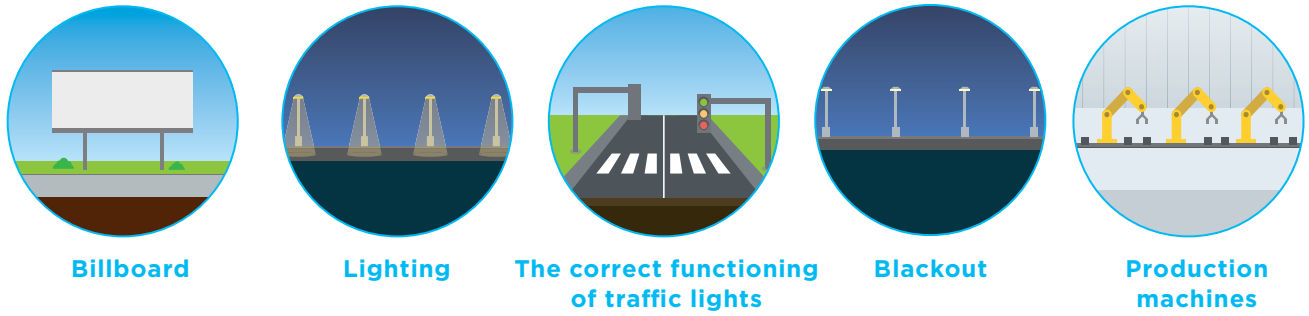 Billboard
Lighting
The correct functioning
of traffic lights
Blackout
Production
machines